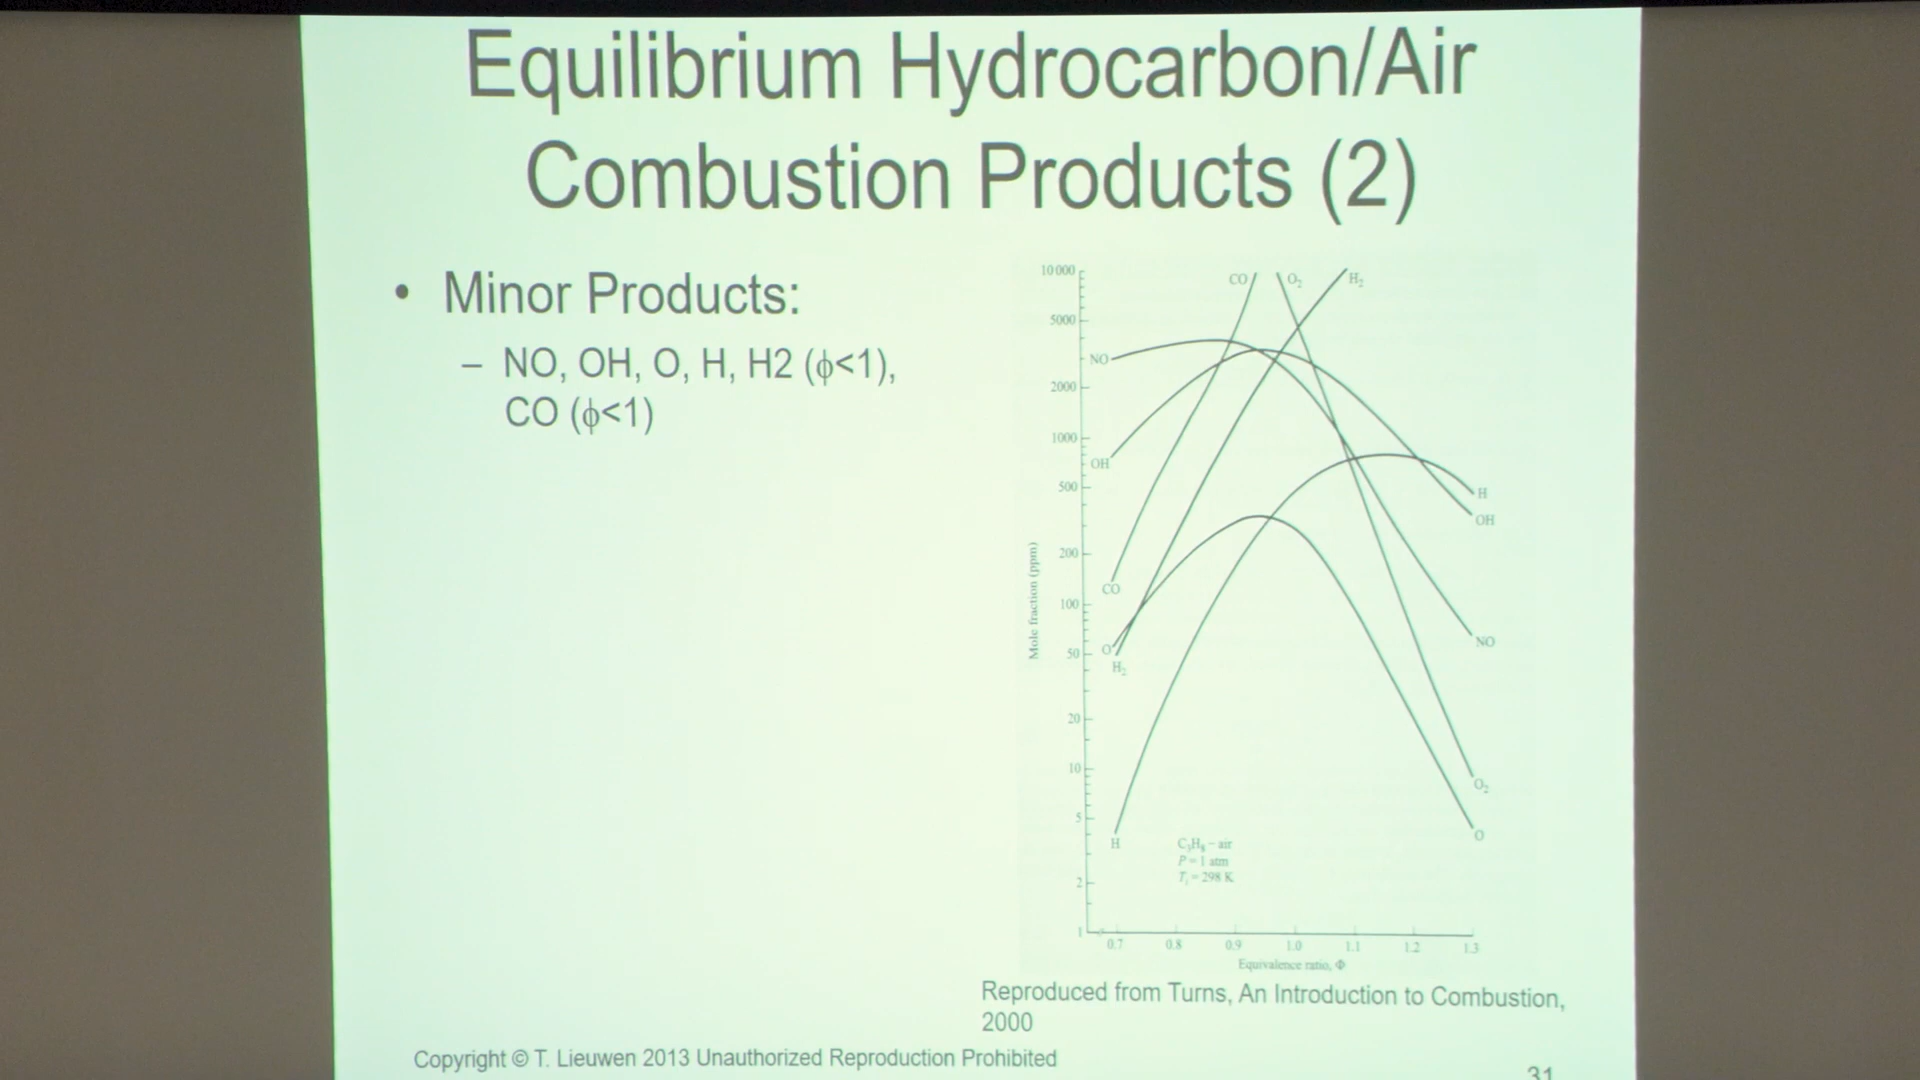 Equilibrium Hydrocarbon/Air
Combustion Products (2)
• Minor Products:
– NO, OH, O, H, H2 (ϕ<1),
CO (ϕ<1)
10 000
5000
2000
1000
500
200
100
50
20
10
5
2
1
Mole fraction (ppm)
CO
O₂
H₂
NO
OH
CO
O
H₂
H
H
OH
NO
O₂
O
C₃H₈ – air
P = 1 atm
Tᵢ = 298 K
0.7 0.8 0.9 1.0 1.1 1.2 1.3
Equivalence ratio, Φ
Reproduced from Turns, An Introduction to Combustion,
2000
Copyright © T. Lieuwen 2013 Unauthorized Reproduction Prohibited
31